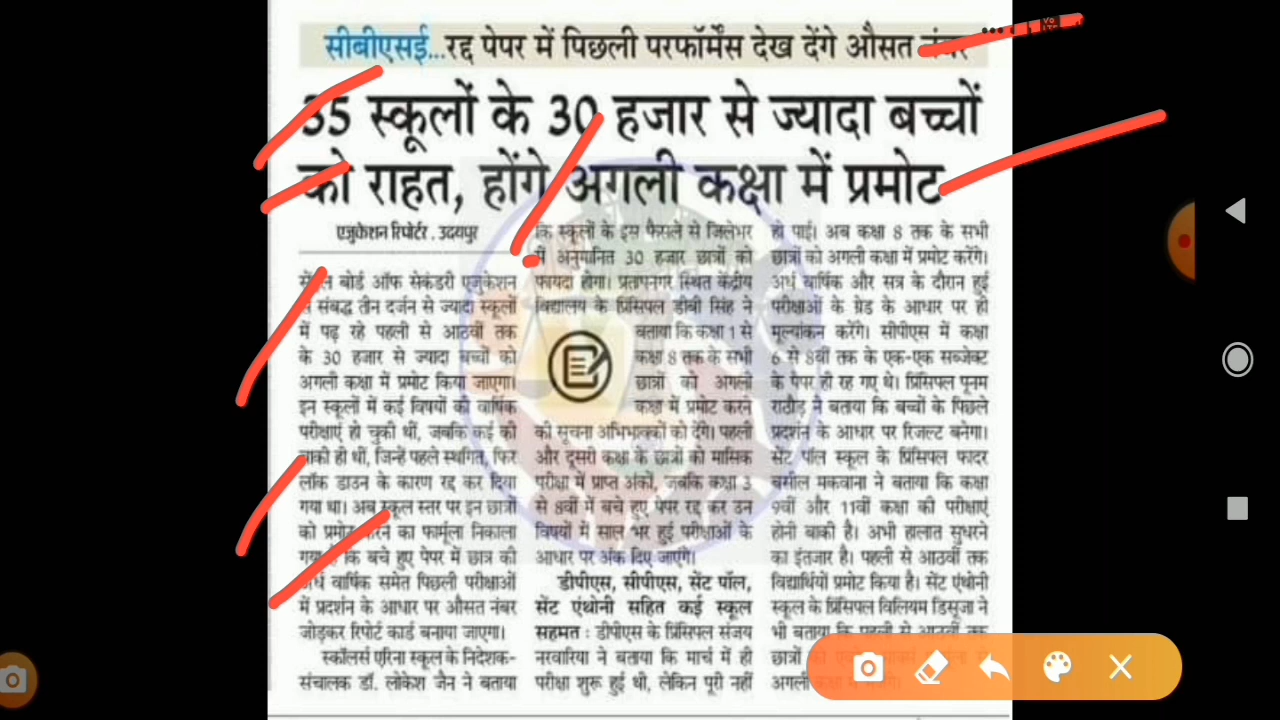 सीबीएसई...रद्द पेपर में पिछली परफॉर्मेंस देख देंगे औसत नंबर
35 स्कूलों के 30 हजार से ज्यादा बच्चों
को राहत, होंगे अगली कक्षा में प्रमोट
एजुकेशन रिपोर्टर . उदयपुर
सेंट्रल बोर्ड ऑफ सेकंडरी एजुकेशन
से संबद्ध तीन दर्जन से ज्यादा स्कूलों
में पढ़ रहे पहली से आठवीं तक
के 30 हजार से ज्यादा बच्चों को
अगली कक्षा में प्रमोट किया जाएगा।
इन स्कूलों में कई विषयों की वार्षिक
परीक्षाएं हो चुकी थीं, जबकि कई की
बाकी ही थीं, जिन्हें पहले स्थगित, फिर
लॉक डाउन के कारण रद्द कर दिया
गया था। अब स्कूल स्तर पर इन छात्रों
को प्रमोट करने का फार्मूला निकाला
गया है कि बचे हुए पेपर में छात्र की
अर्ध वार्षिक समेत पिछली परीक्षाओं
में प्रदर्शन के आधार पर औसत नंबर
जोड़कर रिपोर्ट कार्ड बनाया जाएगा।
स्कॉलर्स एरिना स्कूल के निदेशक-
संचालक डॉ. लोकेश जैन ने बताया
कि स्कूलों के इस फैसले से जिलेभर
में अनुमानित 30 हजार छात्रों को
फायदा होगा। प्रतापनगर स्थित केंद्रीय
विद्यालय के प्रिंसिपल डीबी सिंह ने
बताया कि कक्षा 1 से
कक्षा 8 तक के सभी
छात्रों को अगली
कक्षा में प्रमोट करने
की सूचना अभिभावकों को देंगे। पहली
और दूसरी कक्षा के छात्रों को मासिक
परीक्षा में प्राप्त अंकों, जबकि कक्षा 3
से 8वीं में बचे हुए पेपर रद्द कर उन
विषयों में साल भर हुई परीक्षाओं के
आधार पर अंक दिए जाएंगे।
डीपीएस, सीपीएस, सेंट पॉल,
सेंट एंथोनी सहित कई स्कूल
सहमत : डीपीएस के प्रिंसिपल संजय
नरवारिया ने बताया कि मार्च में ही
परीक्षा शुरू हुई थी, लेकिन पूरी नहीं
हो पाई। अब कक्षा 8 तक के सभी
छात्रों को अगली कक्षा में प्रमोट करेंगे।
अर्ध वार्षिक और सत्र के दौरान हुई
परीक्षाओं के ग्रेड के आधार पर ही
मूल्यांकन करेंगे। सीपीएस में कक्षा
6 से 8वीं तक के एक-एक सब्जेक्ट
के पेपर ही रह गए थे। प्रिंसिपल पूनम
राठौड़ ने बताया कि बच्चों के पिछले
प्रदर्शन के आधार पर रिजल्ट बनेगा।
सेंट पॉल स्कूल के प्रिंसिपल फादर
बसील मकवाना ने बताया कि कक्षा
9वीं और 11वीं कक्षा की परीक्षाएं
होनी बाकी है। अभी हालात सुधरने
का इंतजार है। पहली से आठवीं तक
विद्यार्थियों प्रमोट किया है। सेंट एंथोनी
स्कूल के प्रिंसिपल विलियम डिसूजा ने
भी बताया कि पहली से आठवीं तक
छात्रों को
अगली कक्षा में